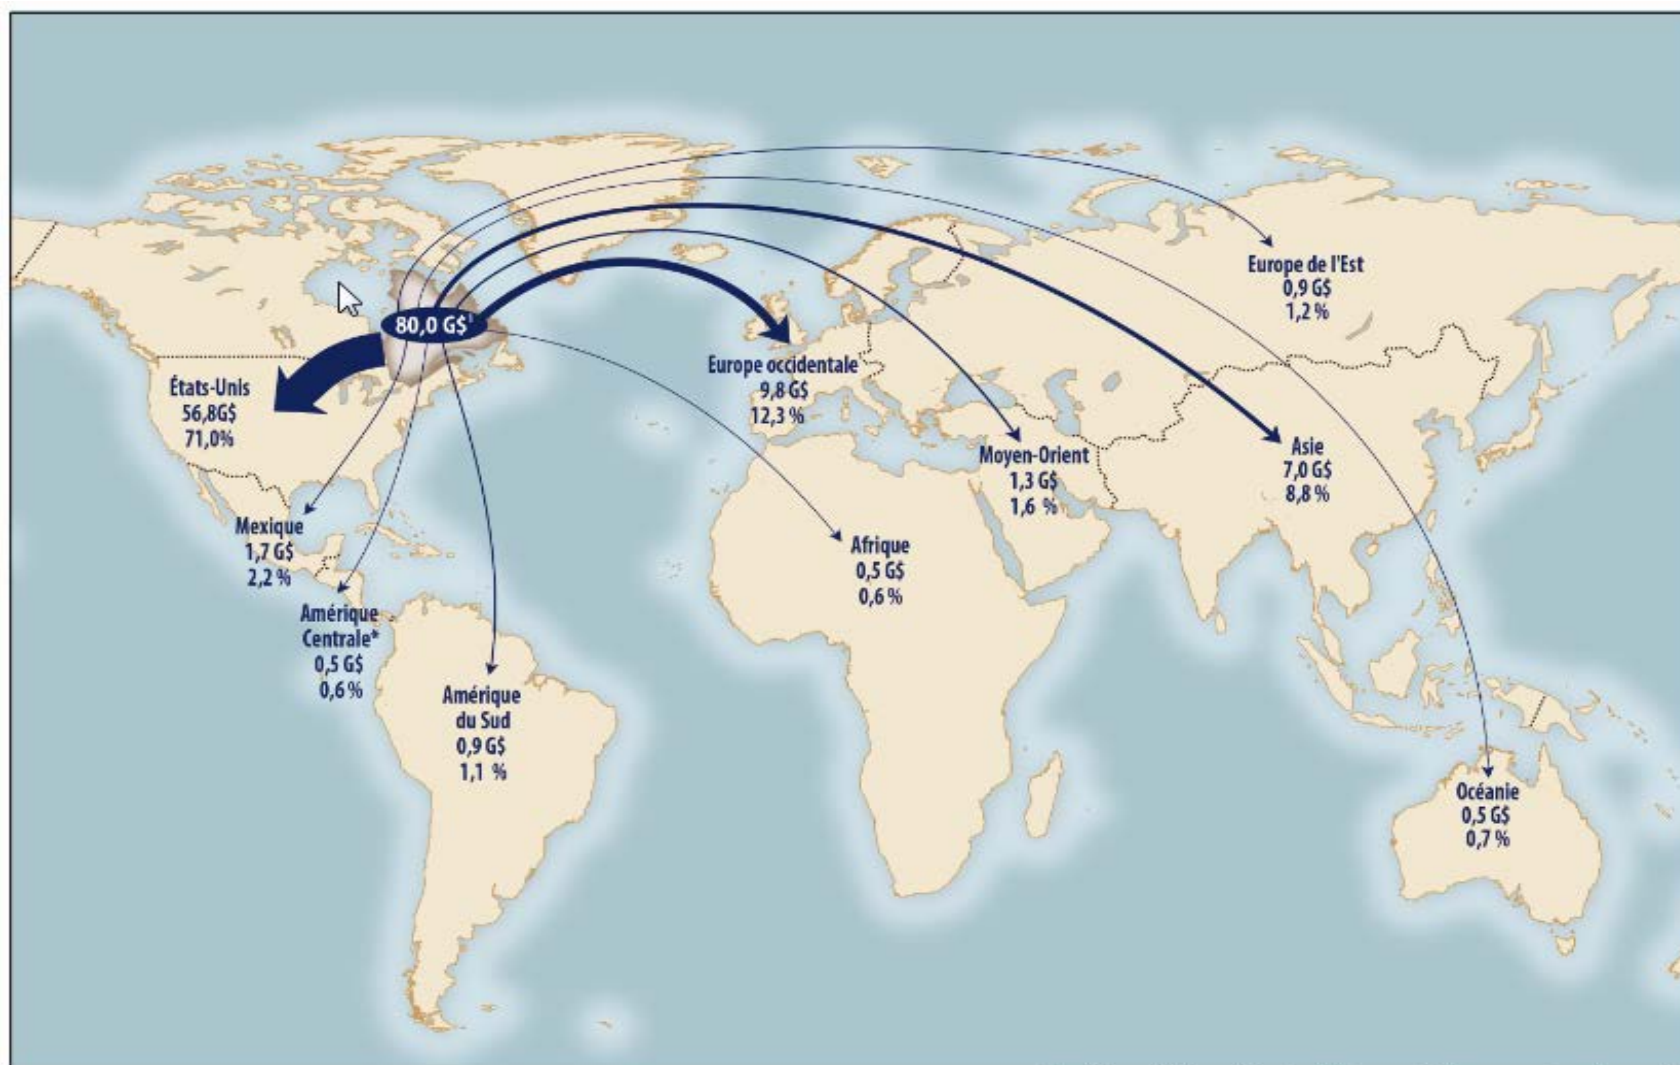 80,0 G$¹
Europe de l'Est
0,9 G$
1,2 %
États-Unis
56,8G$
71,0%
Europe occidentale
9,8 G$
12,3 %
Moyen-Orient
1,3 G$
1,6 %
Asie
7,0 G$
8,8 %
Mexique
1,7 G$
2,2 %
Afrique
0,5 G$
0,6 %
Amérique
Centrale*
0,5 G$
0,6 %
Amérique
du Sud
0,9 G$
1,1 %
Océanie
0,5 G$
0,7 %